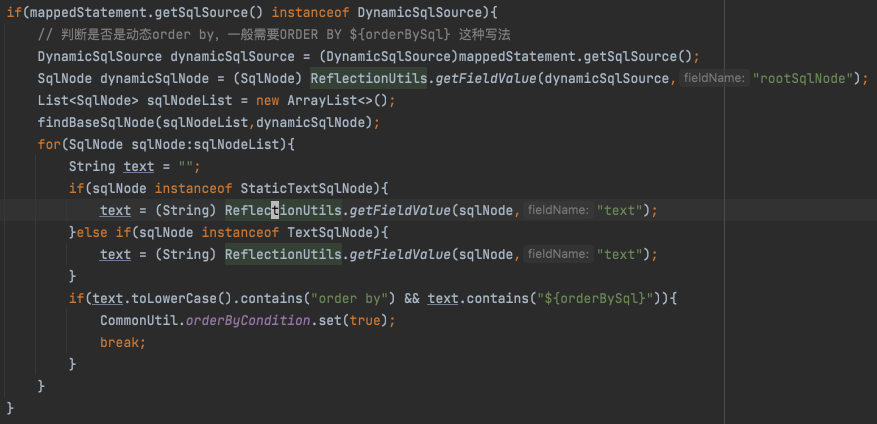 if(mappedStatement.getSqlSource() instanceof DynamicSqlSource){
// 判断是否是动态order by，一般需要ORDER BY ${orderBySql} 这种写法
DynamicSqlSource dynamicSqlSource = (DynamicSqlSource)mappedStatement.getSqlSource();
SqlNode dynamicSqlNode = (SqlNode) ReflectionUtils.getFieldValue(dynamicSqlSource, fieldName: "rootSqlNode");
List<SqlNode> sqlNodeList = new ArrayList<>();
findBaseSqlNode(sqlNodeList,dynamicSqlNode);
for(SqlNode sqlNode:sqlNodeList){
String text = "";
if(sqlNode instanceof StaticTextSqlNode){
text = (String) ReflectionUtils.getFieldValue(sqlNode, fieldName: "text");
}else if(sqlNode instanceof TextSqlNode){
text = (String) ReflectionUtils.getFieldValue(sqlNode, fieldName: "text");
}
if(text.toLowerCase().contains("order by") && text.contains("${orderBySql}")){
CommonUtil.orderByCondition.set(true);
break;
}
}
}